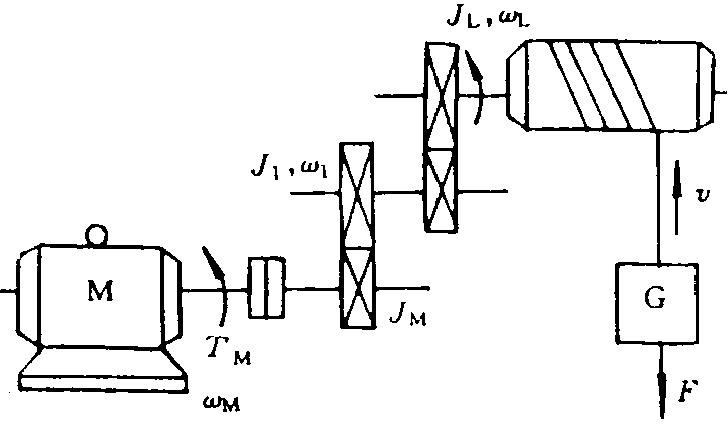 J_L, ω_L
J_1, ω_1
v
M
G
J_M
T_M
F
ω_M